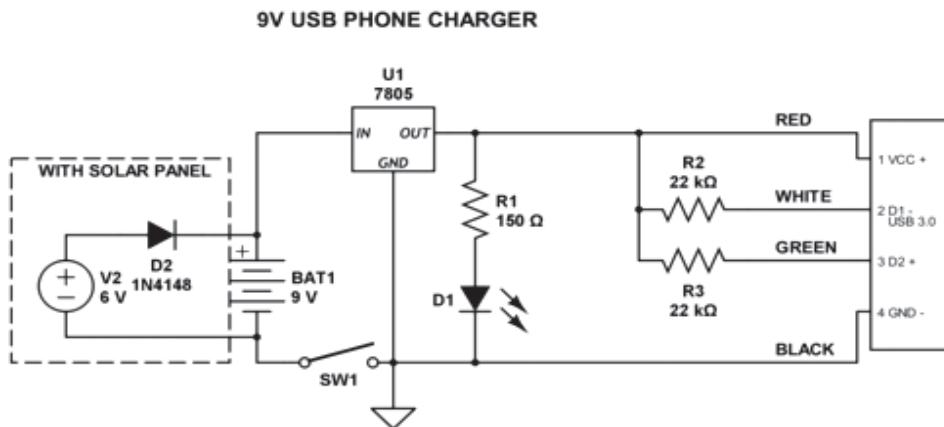 9V USB PHONE CHARGER
U1
7805
IN OUT
GND
WITH SOLAR PANEL
D2
1N4148
V2
6 V
+
BAT1
9 V
SW1
R1
150 Ω
D1
R2
22 kΩ
R3
22 kΩ
RED
WHITE
GREEN
BLACK
1 VCC +
2 D1 -
USB 3.0
3 D2 +
4 GND -